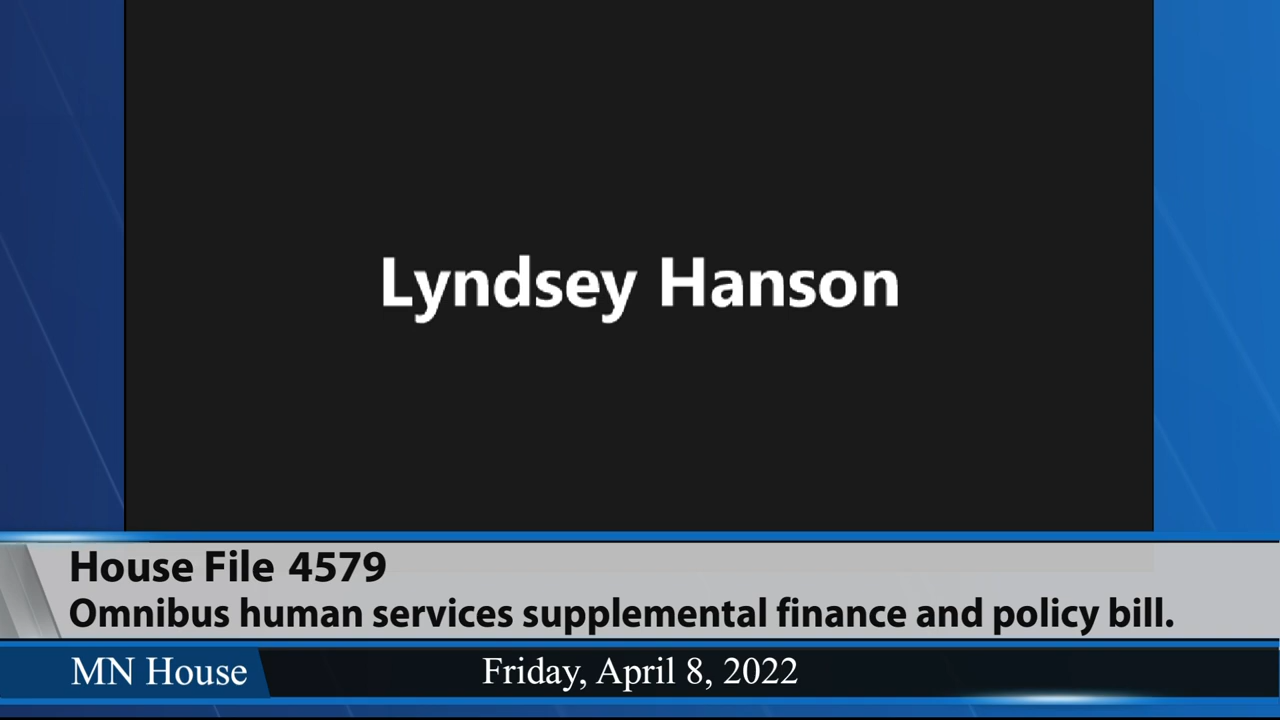 Lyndsey Hanson
House File 4579
Omnibus human services supplemental finance and policy bill.
MN House
Friday, April 8, 2022